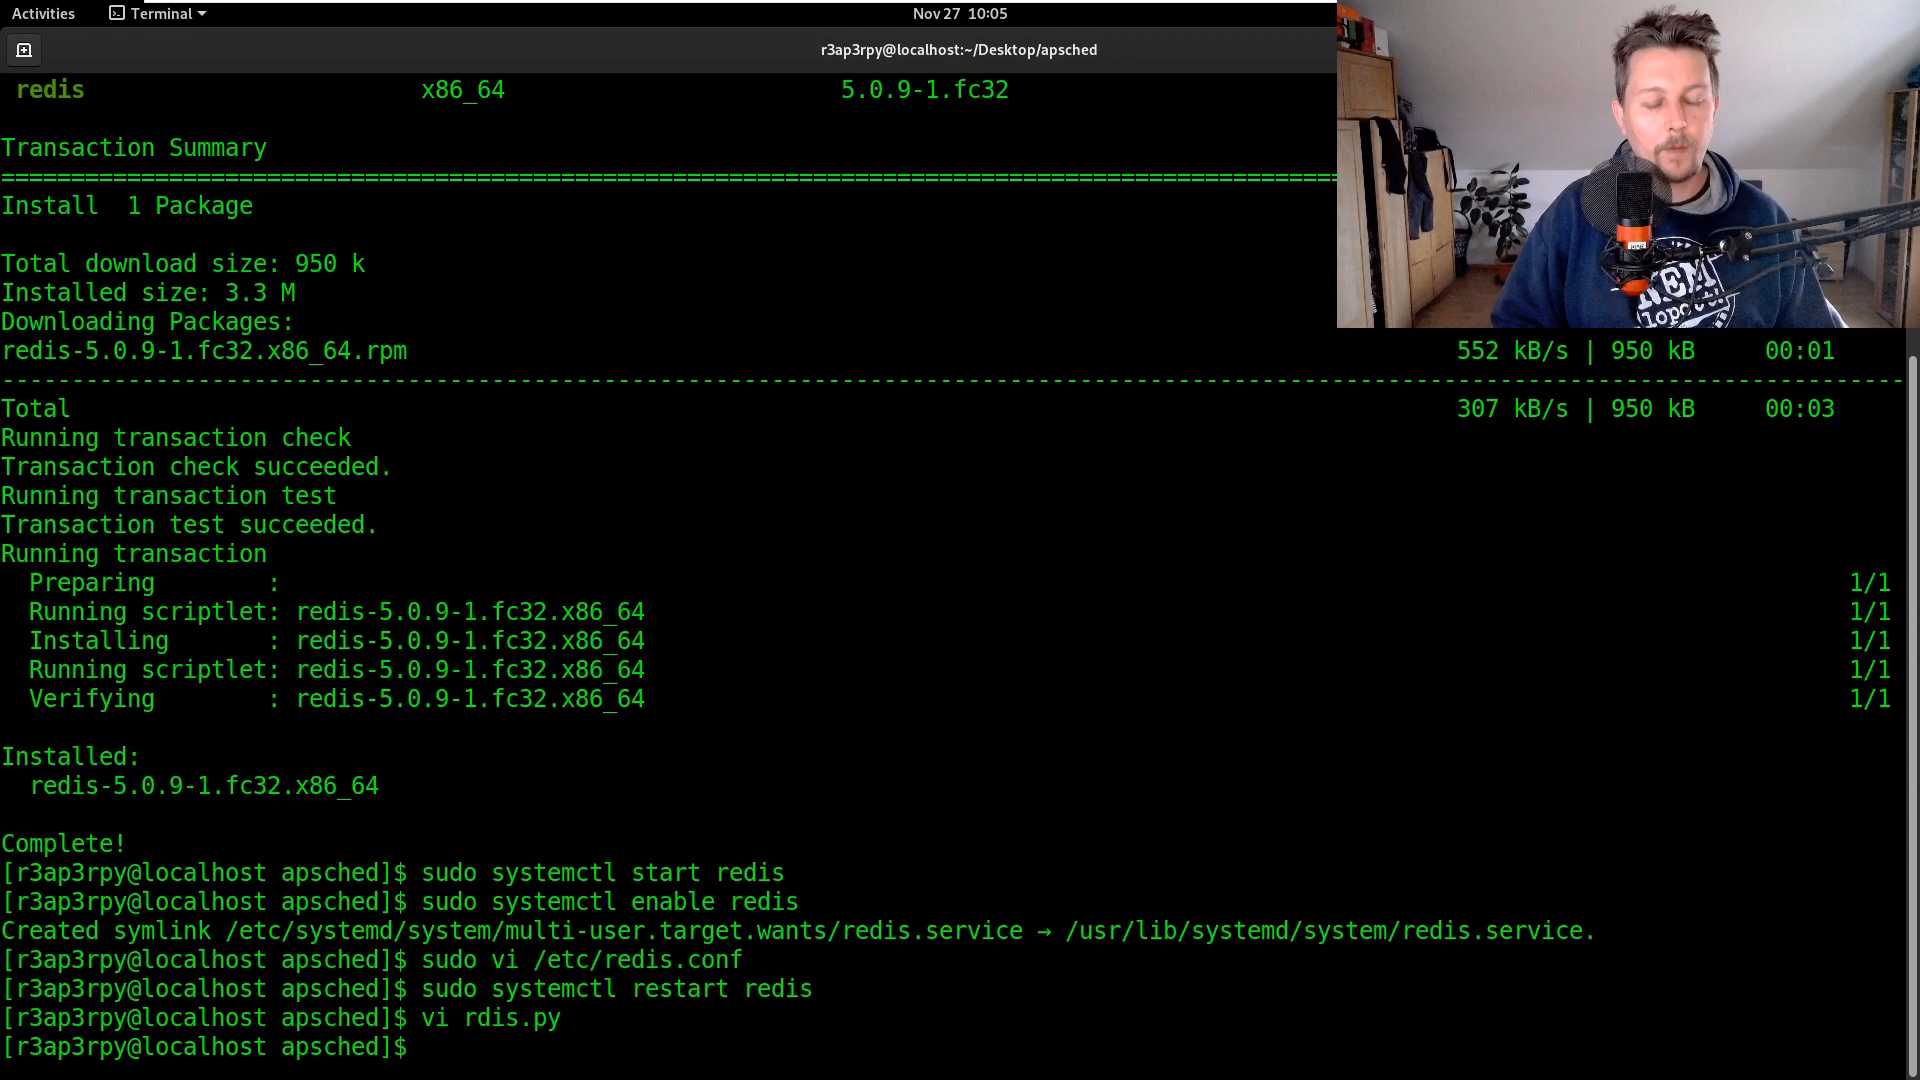 Activities Terminal Nov 27 10:05
r3ap3rpy@localhost:~/Desktop/apsched
redis x86_64 5.0.9-1.fc32
Transaction Summary
================================================================================================
Install 1 Package
Total download size: 950 k
Installed size: 3.3 M
Downloading Packages:
redis-5.0.9-1.fc32.x86_64.rpm 552 kB/s | 950 kB 00:01
----------------------------------------------------------------------------------------------------------------------------------------
Total 307 kB/s | 950 kB 00:03
Running transaction check
Transaction check succeeded.
Running transaction test
Transaction test succeeded.
Running transaction
Preparing : 1/1
Running scriptlet: redis-5.0.9-1.fc32.x86_64 1/1
Installing : redis-5.0.9-1.fc32.x86_64 1/1
Running scriptlet: redis-5.0.9-1.fc32.x86_64 1/1
Verifying : redis-5.0.9-1.fc32.x86_64 1/1
Installed:
redis-5.0.9-1.fc32.x86_64
Complete!
[r3ap3rpy@localhost apsched]$ sudo systemctl start redis
[r3ap3rpy@localhost apsched]$ sudo systemctl enable redis
Created symlink /etc/systemd/system/multi-user.target.wants/redis.service → /usr/lib/systemd/system/redis.service.
[r3ap3rpy@localhost apsched]$ sudo vi /etc/redis.conf
[r3ap3rpy@localhost apsched]$ sudo systemctl restart redis
[r3ap3rpy@localhost apsched]$ vi rdis.py
[r3ap3rpy@localhost apsched]$